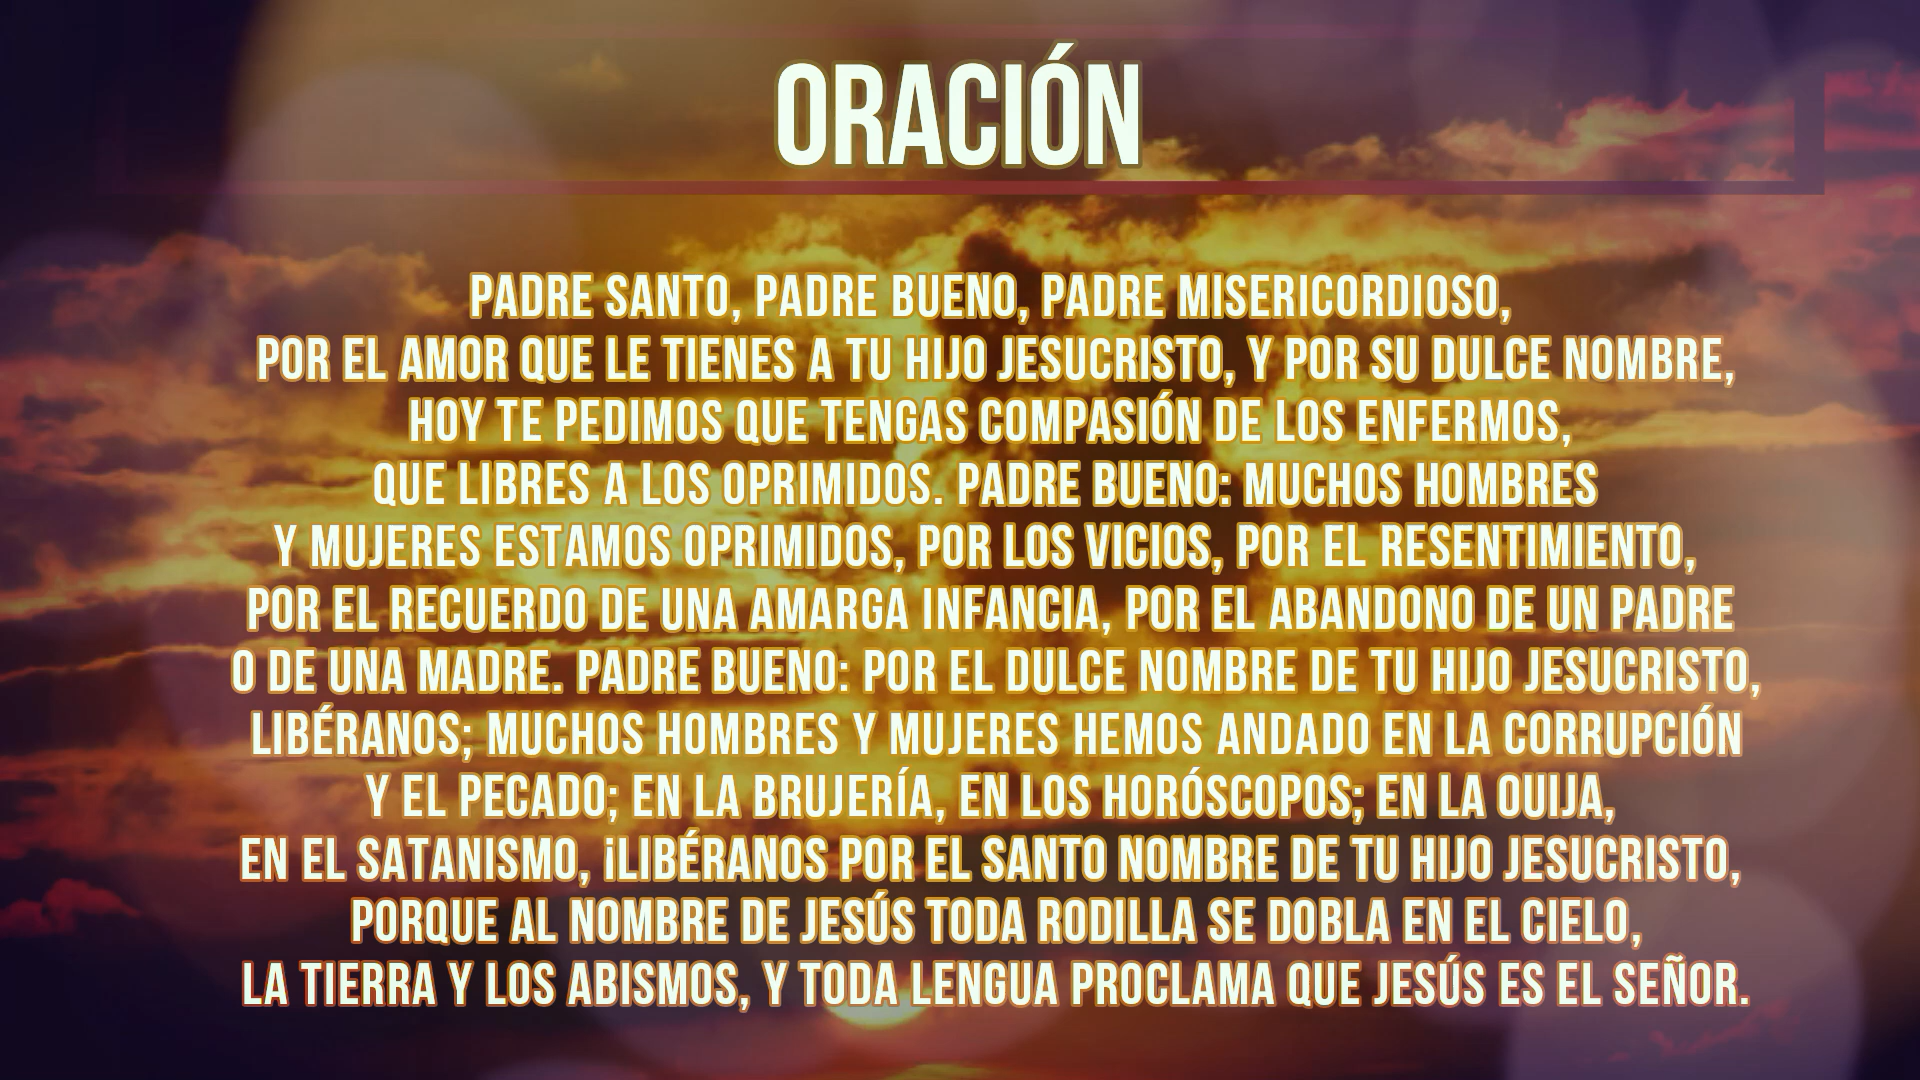 ORACIÓN
PADRE SANTO, PADRE BUENO, PADRE MISERICORDIOSO,
POR EL AMOR QUE LE TIENES A TU HIJO JESUCRISTO, Y POR SU DULCE NOMBRE,
HOY TE PEDIMOS QUE TENGAS COMPASIÓN DE LOS ENFERMOS,
QUE LIBRES A LOS OPRIMIDOS. PADRE BUENO: MUCHOS HOMBRES
Y MUJERES ESTAMOS OPRIMIDOS, POR LOS VICIOS, POR EL RESENTIMIENTO,
POR EL RECUERDO DE UNA AMARGA INFANCIA, POR EL ABANDONO DE UN PADRE
O DE UNA MADRE. PADRE BUENO: POR EL DULCE NOMBRE DE TU HIJO JESUCRISTO,
LIBÉRANOS; MUCHOS HOMBRES Y MUJERES HEMOS ANDADO EN LA CORRUPCIÓN
Y EL PECADO; EN LA BRUJERÍA, EN LOS HORÓSCOPOS; EN LA OUIJA,
EN EL SATANISMO, ¡LIBÉRANOS POR EL SANTO NOMBRE DE TU HIJO JESUCRISTO,
PORQUE AL NOMBRE DE JESÚS TODA RODILLA SE DOBLA EN EL CIELO,
LA TIERRA Y LOS ABISMOS, Y TODA LENGUA PROCLAMA QUE JESÚS ES EL SEÑOR.